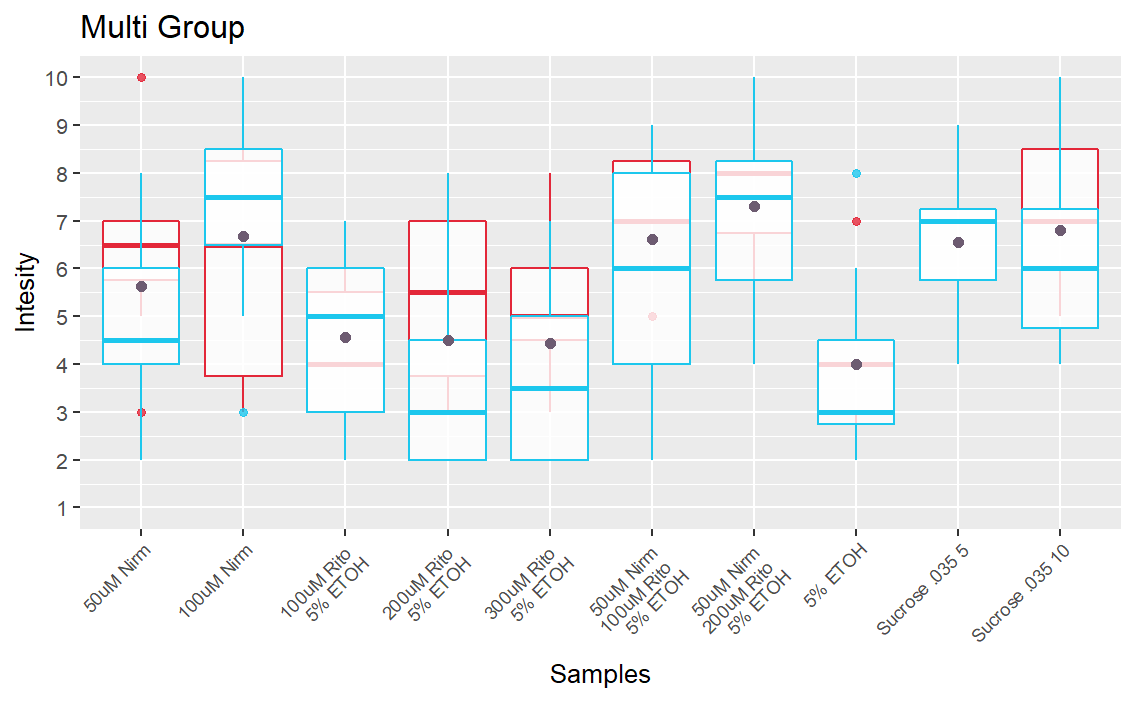 Multi Group
Intesity
10
9
8
7
6
5
4
3
2
1
50uM Nirm
100uM Nirm
100uM Rito
5% ETOH
200uM Rito
5% ETOH
300uM Rito
5% ETOH
50uM Nirm
100uM Rito
5% ETOH
50uM Nirm
200uM Rito
5% ETOH
5% ETOH
Sucrose .035 5
Sucrose .035 10
Samples